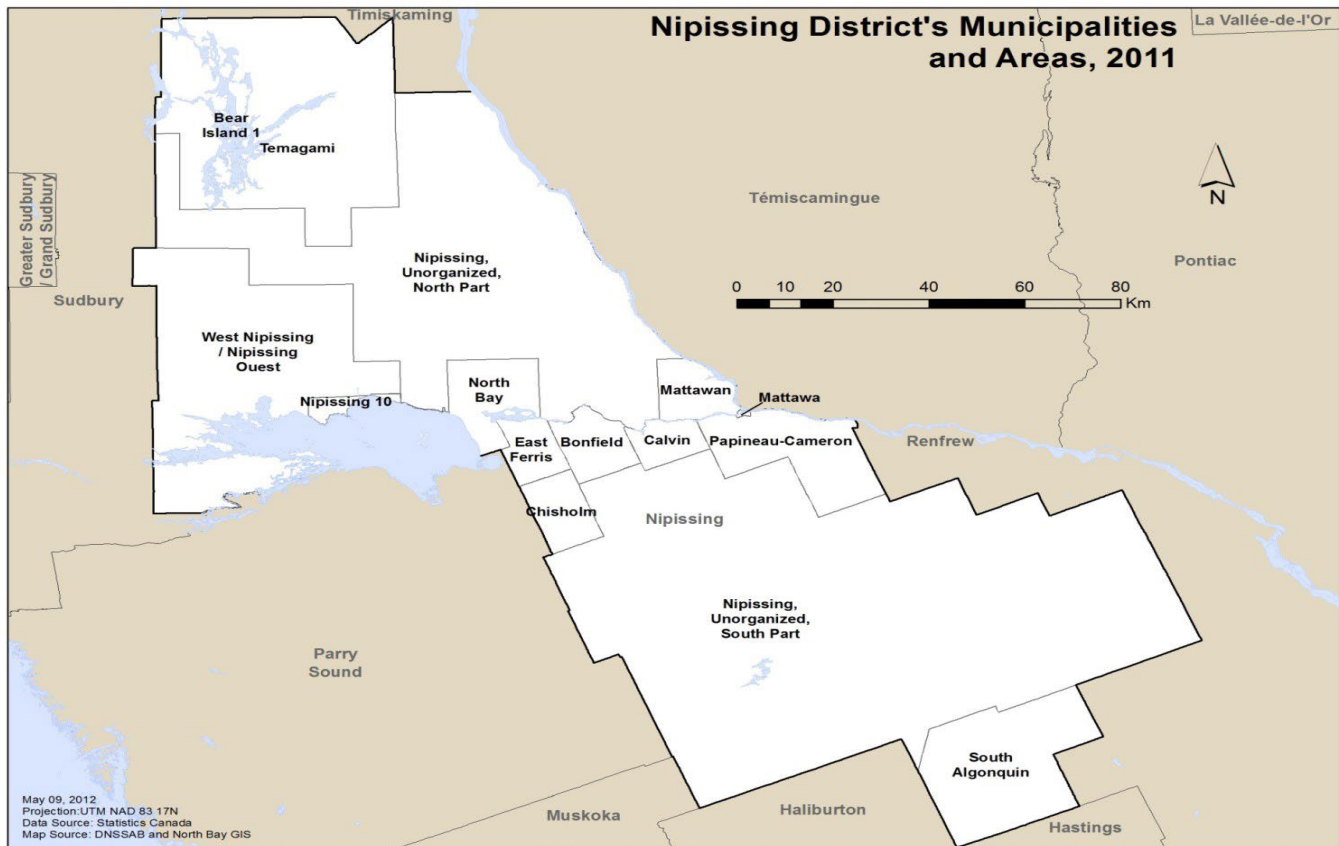 Timiskaming
Nipissing District's Municipalities
and Areas, 2011
La Vallée-de-l'Or
Bear
Island 1
Temagami
Greater Sudbury
/ Grand Sudbury
Témiscamingue
N
Nipissing,
Unorganized,
North Part
Pontiac
Sudbury
0 10 20 40 60 80
Km
West Nipissing
/ Nipissing
Ouest
North
Bay
Mattawan
Nipissing 10
Mattawa
East
Ferris
Bonfield
Calvin
Papineau-Cameron
Renfrew
Chisholm
Nipissing
Nipissing,
Unorganized,
South Part
Parry
Sound
South
Algonquin
May 09, 2012
Projection:UTM NAD 83 17N
Data Source: Statistics Canada
Map Source: DNSSAB and North Bay GIS
Muskoka
Haliburton
Hastings